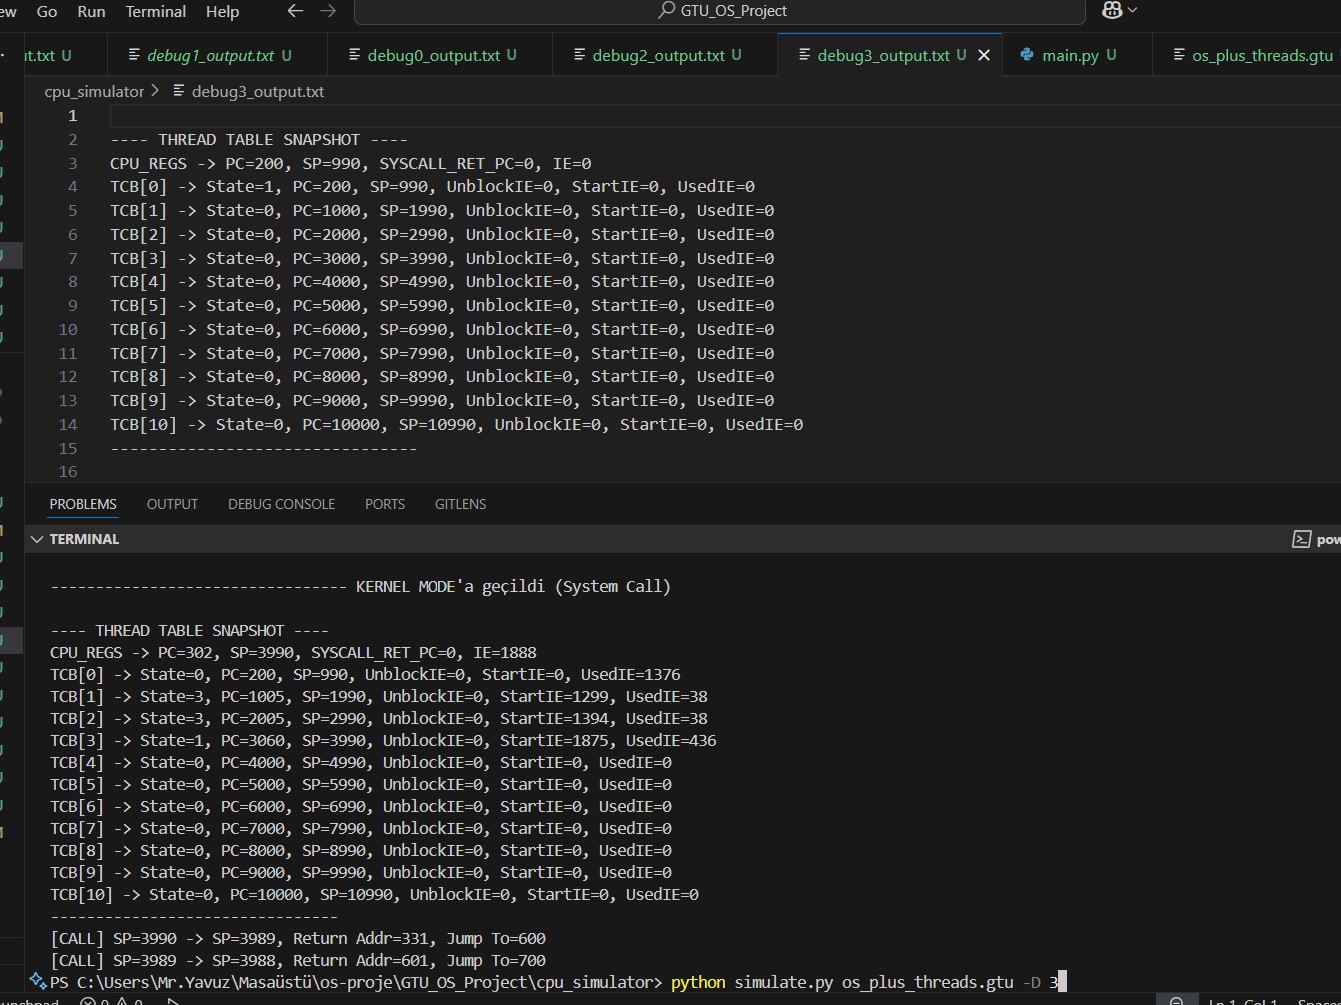 ew Go Run Terminal Help ← → GTU_OS_Project
t.txt U debug1_output.txt U debug0_output.txt U debug2_output.txt U debug3_output.txt U × main.py U os_plus_threads.gtu
cpu_simulator > debug3_output.txt
1
2 ---- THREAD TABLE SNAPSHOT ----
3 CPU_REGS -> PC=200, SP=990, SYSCALL_RET_PC=0, IE=0
4 TCB[0] -> State=1, PC=200, SP=990, UnblockIE=0, StartIE=0, UsedIE=0
5 TCB[1] -> State=0, PC=1000, SP=1990, UnblockIE=0, StartIE=0, UsedIE=0
6 TCB[2] -> State=0, PC=2000, SP=2990, UnblockIE=0, StartIE=0, UsedIE=0
7 TCB[3] -> State=0, PC=3000, SP=3990, UnblockIE=0, StartIE=0, UsedIE=0
8 TCB[4] -> State=0, PC=4000, SP=4990, UnblockIE=0, StartIE=0, UsedIE=0
9 TCB[5] -> State=0, PC=5000, SP=5990, UnblockIE=0, StartIE=0, UsedIE=0
10 TCB[6] -> State=0, PC=6000, SP=6990, UnblockIE=0, StartIE=0, UsedIE=0
11 TCB[7] -> State=0, PC=7000, SP=7990, UnblockIE=0, StartIE=0, UsedIE=0
12 TCB[8] -> State=0, PC=8000, SP=8990, UnblockIE=0, StartIE=0, UsedIE=0
13 TCB[9] -> State=0, PC=9000, SP=9990, UnblockIE=0, StartIE=0, UsedIE=0
14 TCB[10] -> State=0, PC=10000, SP=10990, UnblockIE=0, StartIE=0, UsedIE=0
15 --------------------------------
16
PROBLEMS OUTPUT DEBUG CONSOLE PORTS GITLENS
TERMINAL pow
--------------------------------- KERNEL MODE'a geçildi (System Call)
---- THREAD TABLE SNAPSHOT ----
CPU_REGS -> PC=302, SP=3990, SYSCALL_RET_PC=0, IE=1888
TCB[0] -> State=0, PC=200, SP=990, UnblockIE=0, StartIE=0, UsedIE=1376
TCB[1] -> State=3, PC=1005, SP=1990, UnblockIE=0, StartIE=1299, UsedIE=38
TCB[2] -> State=3, PC=2005, SP=2990, UnblockIE=0, StartIE=1394, UsedIE=38
TCB[3] -> State=1, PC=3060, SP=3990, UnblockIE=0, StartIE=1875, UsedIE=436
TCB[4] -> State=0, PC=4000, SP=4990, UnblockIE=0, StartIE=0, UsedIE=0
TCB[5] -> State=0, PC=5000, SP=5990, UnblockIE=0, StartIE=0, UsedIE=0
TCB[6] -> State=0, PC=6000, SP=6990, UnblockIE=0, StartIE=0, UsedIE=0
TCB[7] -> State=0, PC=7000, SP=7990, UnblockIE=0, StartIE=0, UsedIE=0
TCB[8] -> State=0, PC=8000, SP=8990, UnblockIE=0, StartIE=0, UsedIE=0
TCB[9] -> State=0, PC=9000, SP=9990, UnblockIE=0, StartIE=0, UsedIE=0
TCB[10] -> State=0, PC=10000, SP=10990, UnblockIE=0, StartIE=0, UsedIE=0
--------------------------------
[CALL] SP=3990 -> SP=3989, Return Addr=331, Jump To=600
[CALL] SP=3989 -> SP=3988, Return Addr=601, Jump To=700
PS C:\Users\Mr.Yavuz\Masaüstü\os-proje\GTU_OS_Project\cpu_simulator> python simulate.py os_plus_threads.gtu -D 3